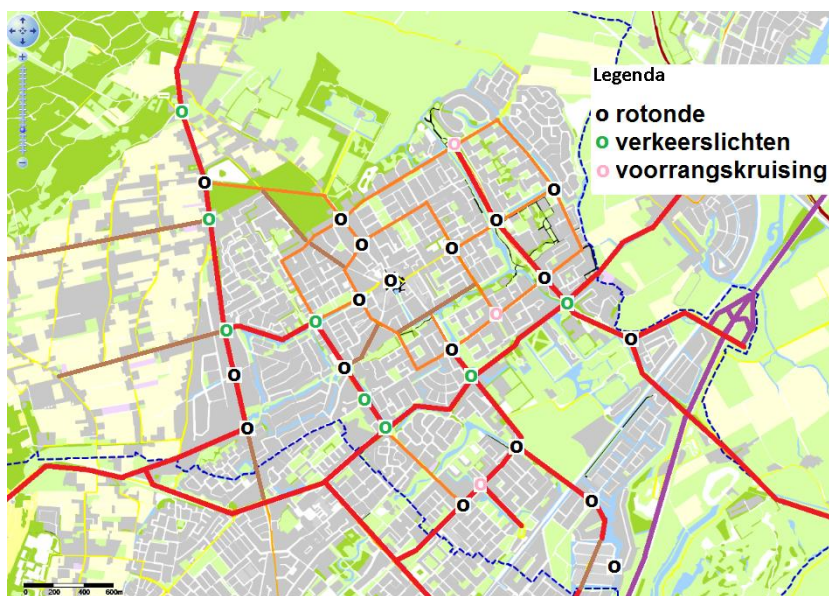 Legenda
o rotonde
o verkeerslichten
o voorrangskruising
0 200 400 600m